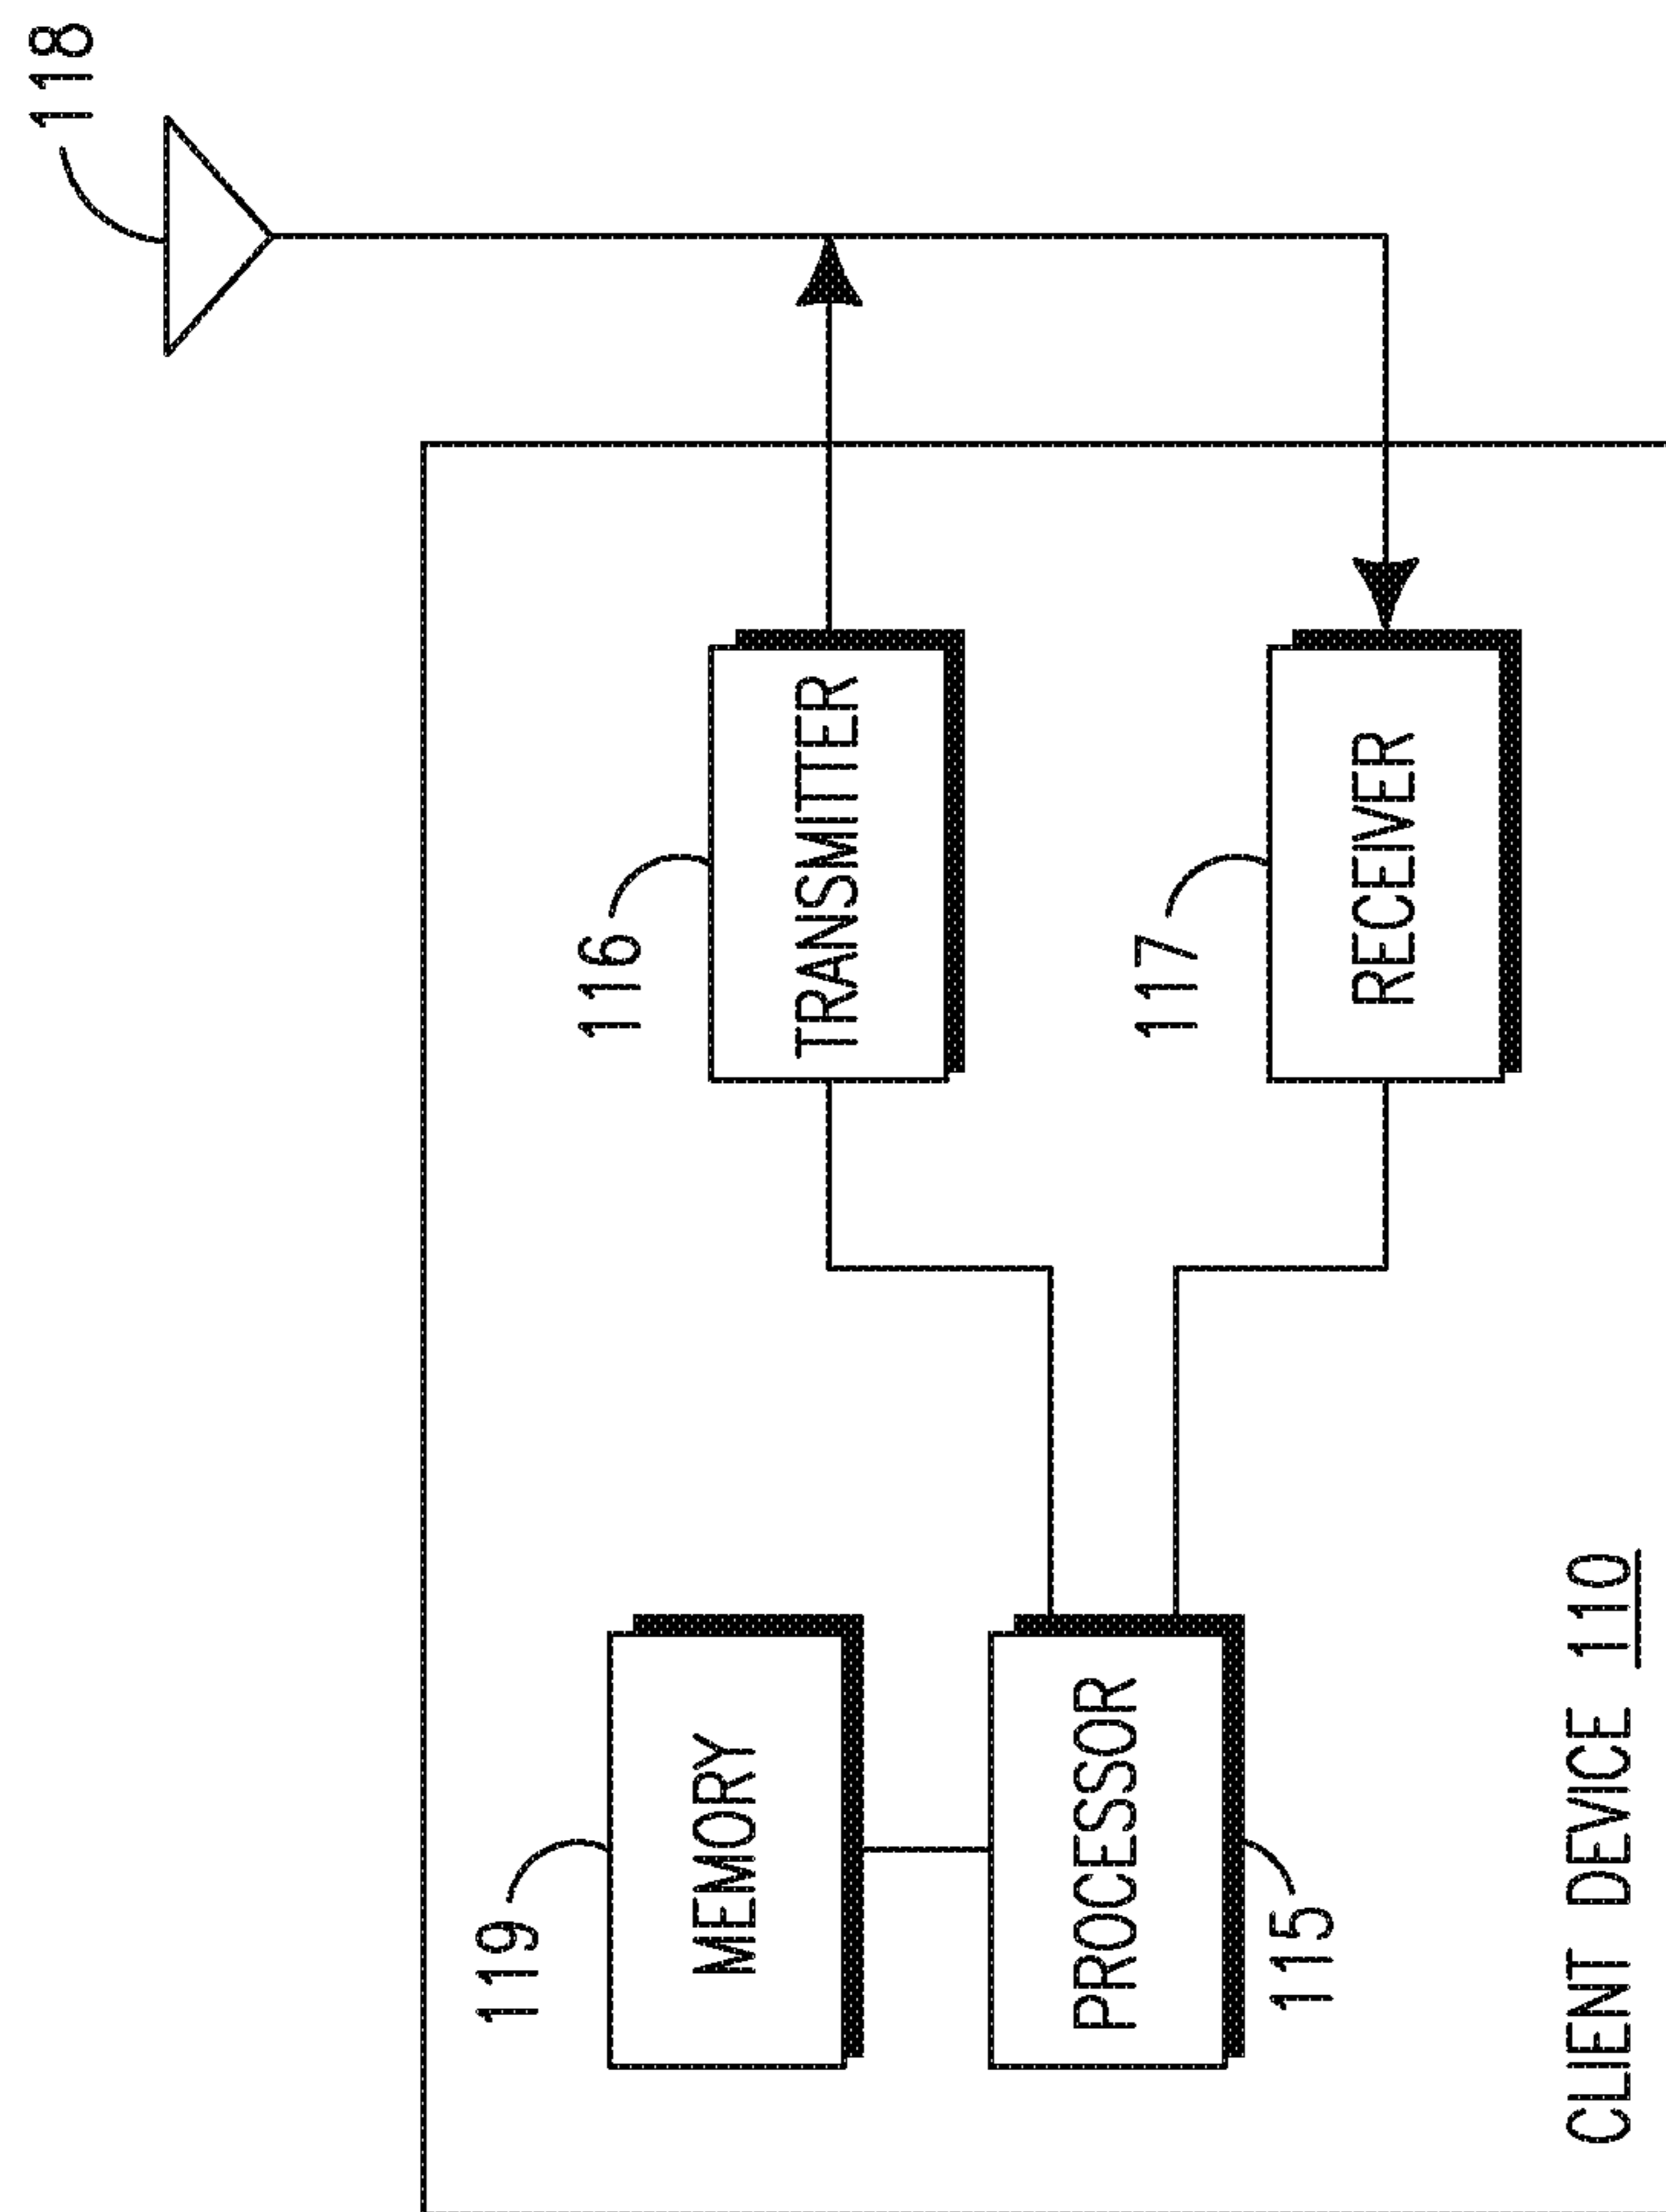 118
116
TRANSMITTER
117
RECEIVER
119
MEMORY
PROCESSOR
115
CLIENT DEVICE 110